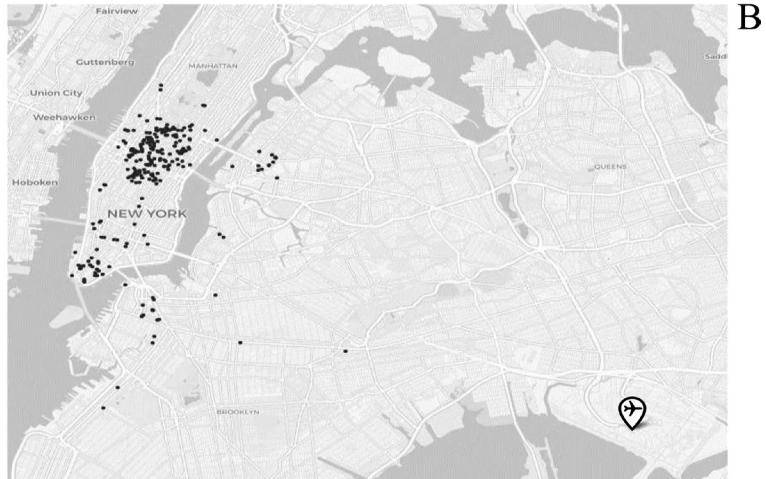 B
Fairview
Guttenberg
MANHATTAN
Union City
Weehawken
QUEENS
Hoboken
NEW YORK
BROOKLYN